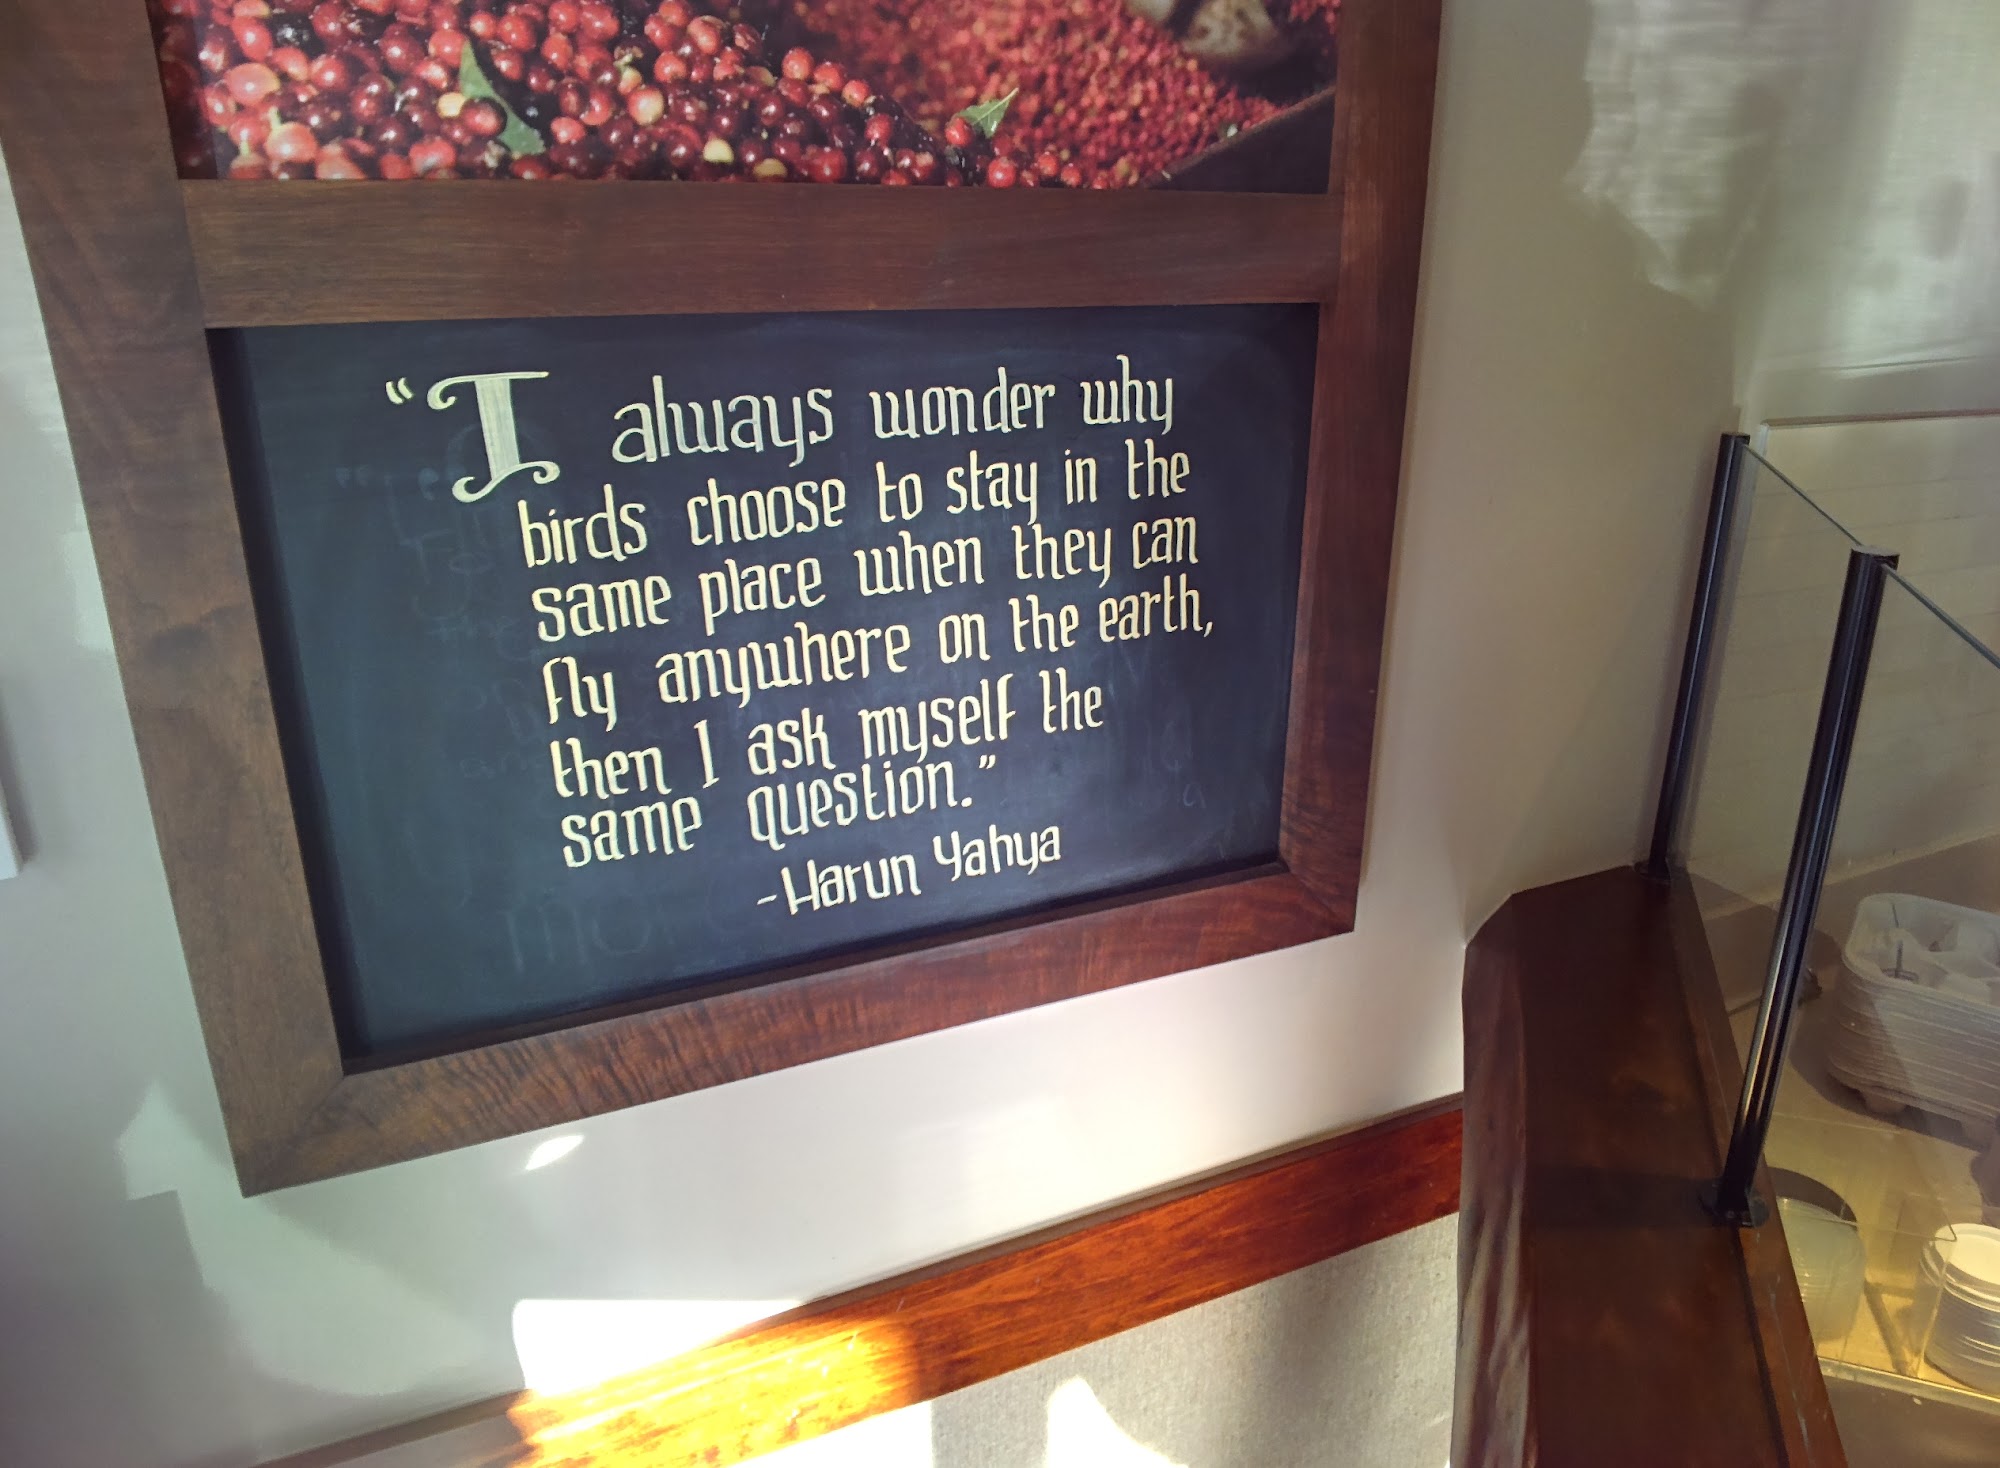 “I always wonder why
birds choose to stay in the
same place when they can
fly anywhere on the earth,
then I ask myself the
same question.”
-Harun Yahya